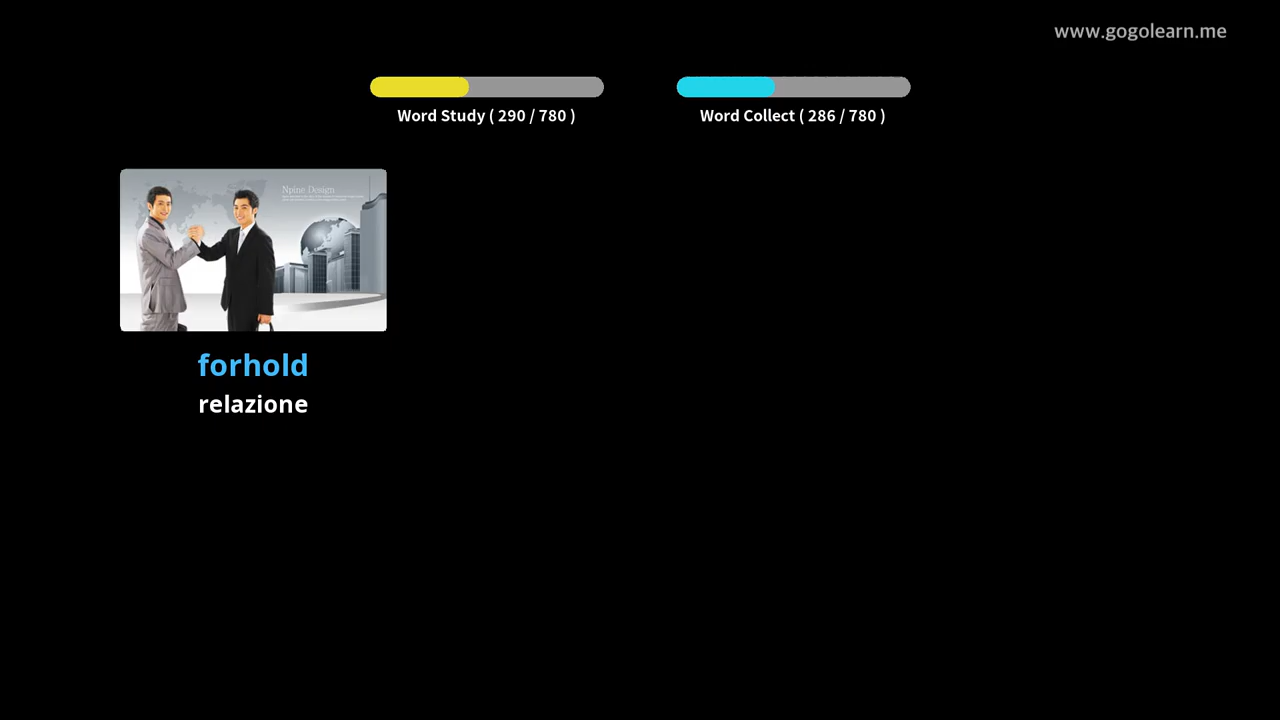 www.gogolearn.me
Word Study ( 290 / 780 )
Word Collect ( 286 / 780 )
Npine Design
forhold
relazione